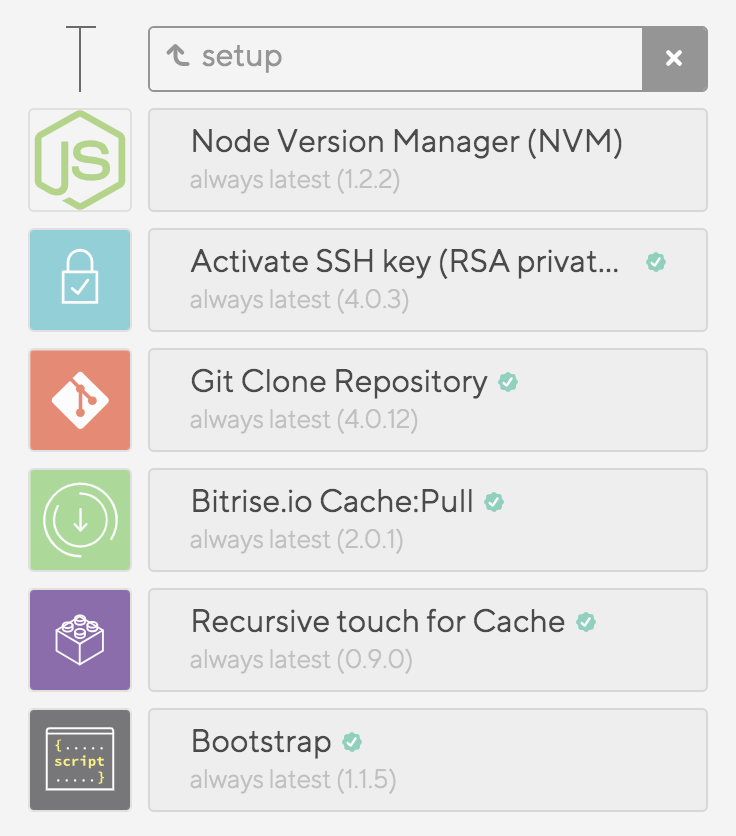 setup
JS
Node Version Manager (NVM)
always latest (1.2.2)
Activate SSH key (RSA privat...
always latest (4.0.3)
Git Clone Repository
always latest (4.0.12)
Bitrise.io Cache:Pull
always latest (2.0.1)
Recursive touch for Cache
always latest (0.9.0)
{.....
script
.....}
Bootstrap
always latest (1.1.5)